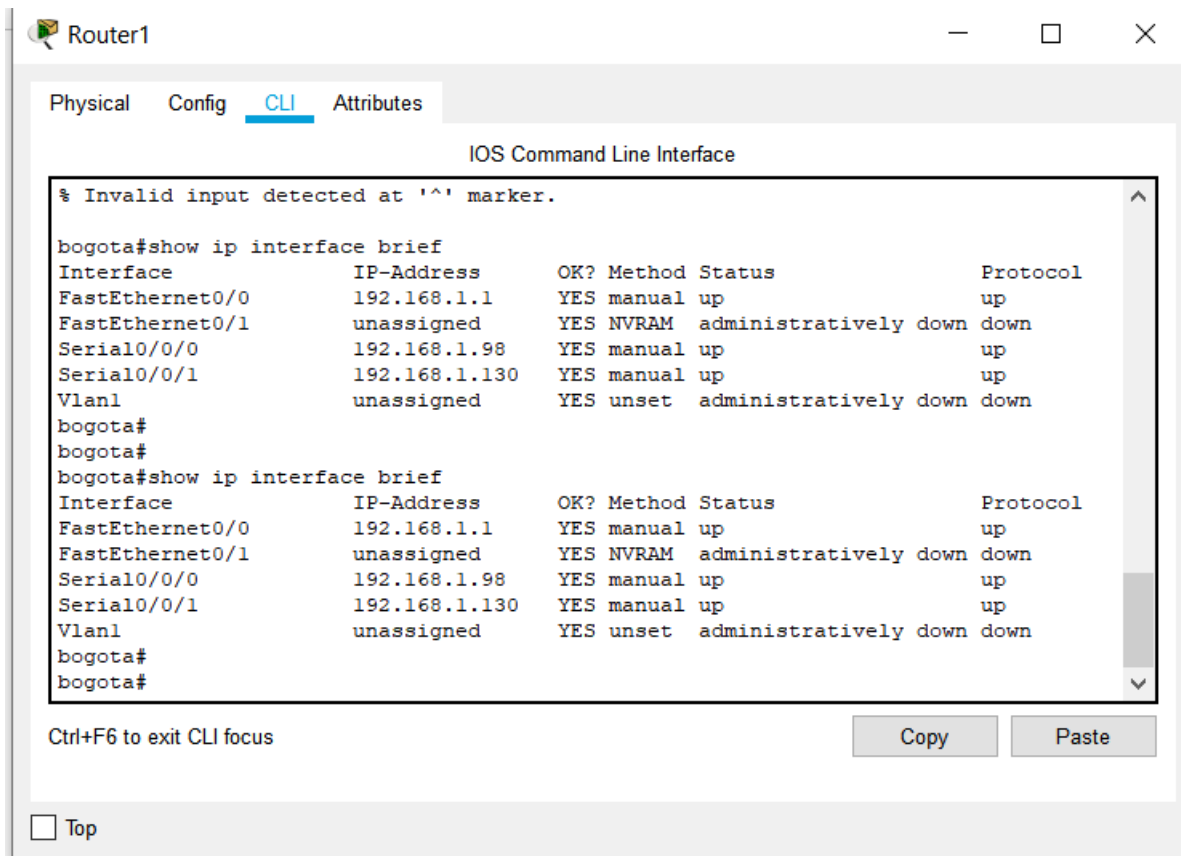 Router1
Physical Config CLI Attributes
IOS Command Line Interface
% Invalid input detected at '^' marker.
bogota#show ip interface brief
Interface IP-Address OK? Method Status Protocol
FastEthernet0/0 192.168.1.1 YES manual up up
FastEthernet0/1 unassigned YES NVRAM administratively down down
Serial0/0/0 192.168.1.98 YES manual up up
Serial0/0/1 192.168.1.130 YES manual up up
Vlan1 unassigned YES unset administratively down down
bogota#
bogota#
bogota#show ip interface brief
Interface IP-Address OK? Method Status Protocol
FastEthernet0/0 192.168.1.1 YES manual up up
FastEthernet0/1 unassigned YES NVRAM administratively down down
Serial0/0/0 192.168.1.98 YES manual up up
Serial0/0/1 192.168.1.130 YES manual up up
Vlan1 unassigned YES unset administratively down down
bogota#
bogota#
Ctrl+F6 to exit CLI focus Copy Paste
Top